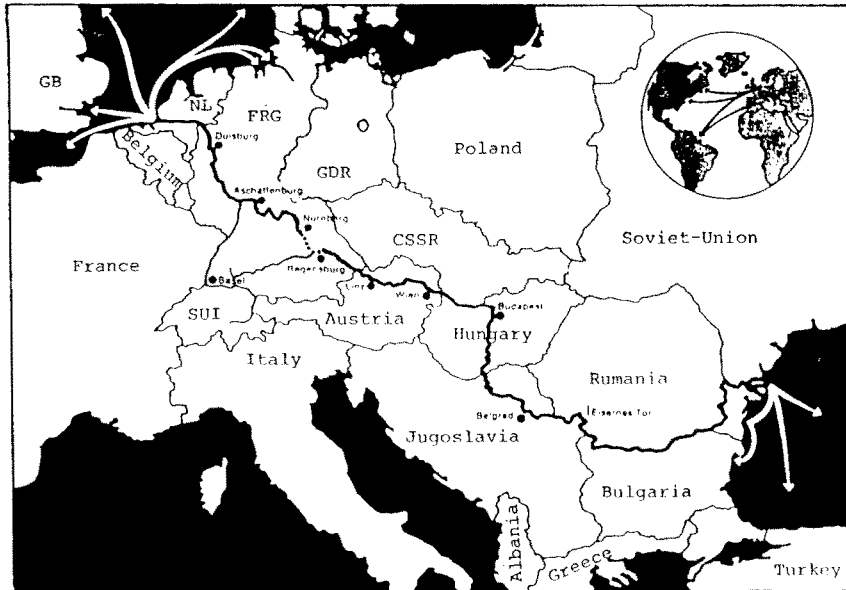 GB
NL
FRG
Belgium
Duisburg
GDR
Poland
Aschaffenburg
Nürnberg
CSSR
Soviet-Union
France
Regensburg
Basel
Linz
Wien
Budapest
SUI
Austria
Hungary
Italy
Rumania
Belgrad
Eisernes Tor
Jugoslavia
Bulgaria
Albania
Greece
Turkey